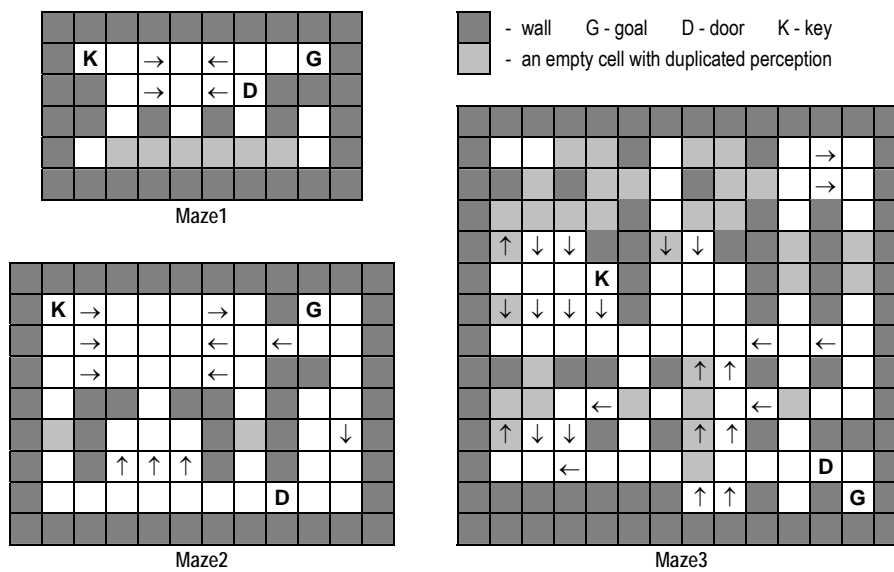 K → ← G
→ ← D
Maze1
- wall G - goal D - door K - key
- an empty cell with duplicated perception
K → → G
→ ← ←
→ ←
↓
↑ ↑ ↑
D
Maze2
→
→
↑ ↓ ↓ ↓ ↓
K
↓ ↓ ↓ ↓
← ←
↑ ↑
← ←
↑ ↓ ↓ ↑ ↑
← D
↑ ↑ G
Maze3